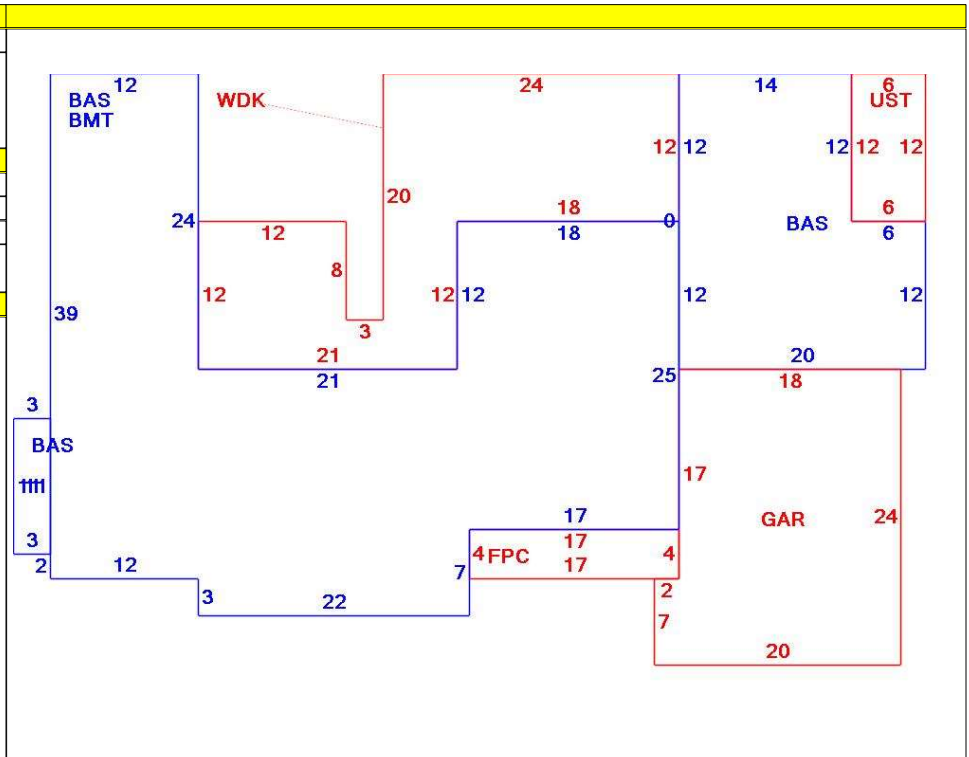 12 24 14 6
BAS WDK UST
BMT
12 12 12 12 12
20
24 12 18 0 BAS 6
18 6
8
39 12 12 12 12 12
3
21 20
21 25 18
3
BAS
17
1111 17 GAR 24
3 4 FPC 17 4
2 12 7 17 2
3 22 7
20